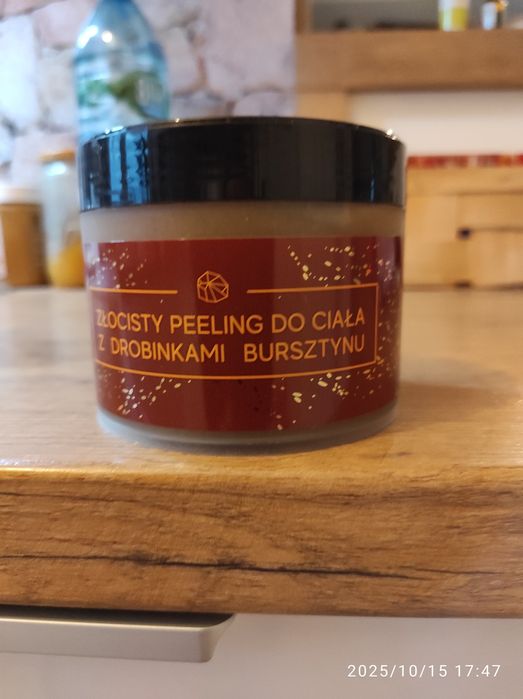 ZŁOCISTY PEELING DO CIAŁA
Z DROBINKAMI BURSZTYNU
2025/10/15 17:47